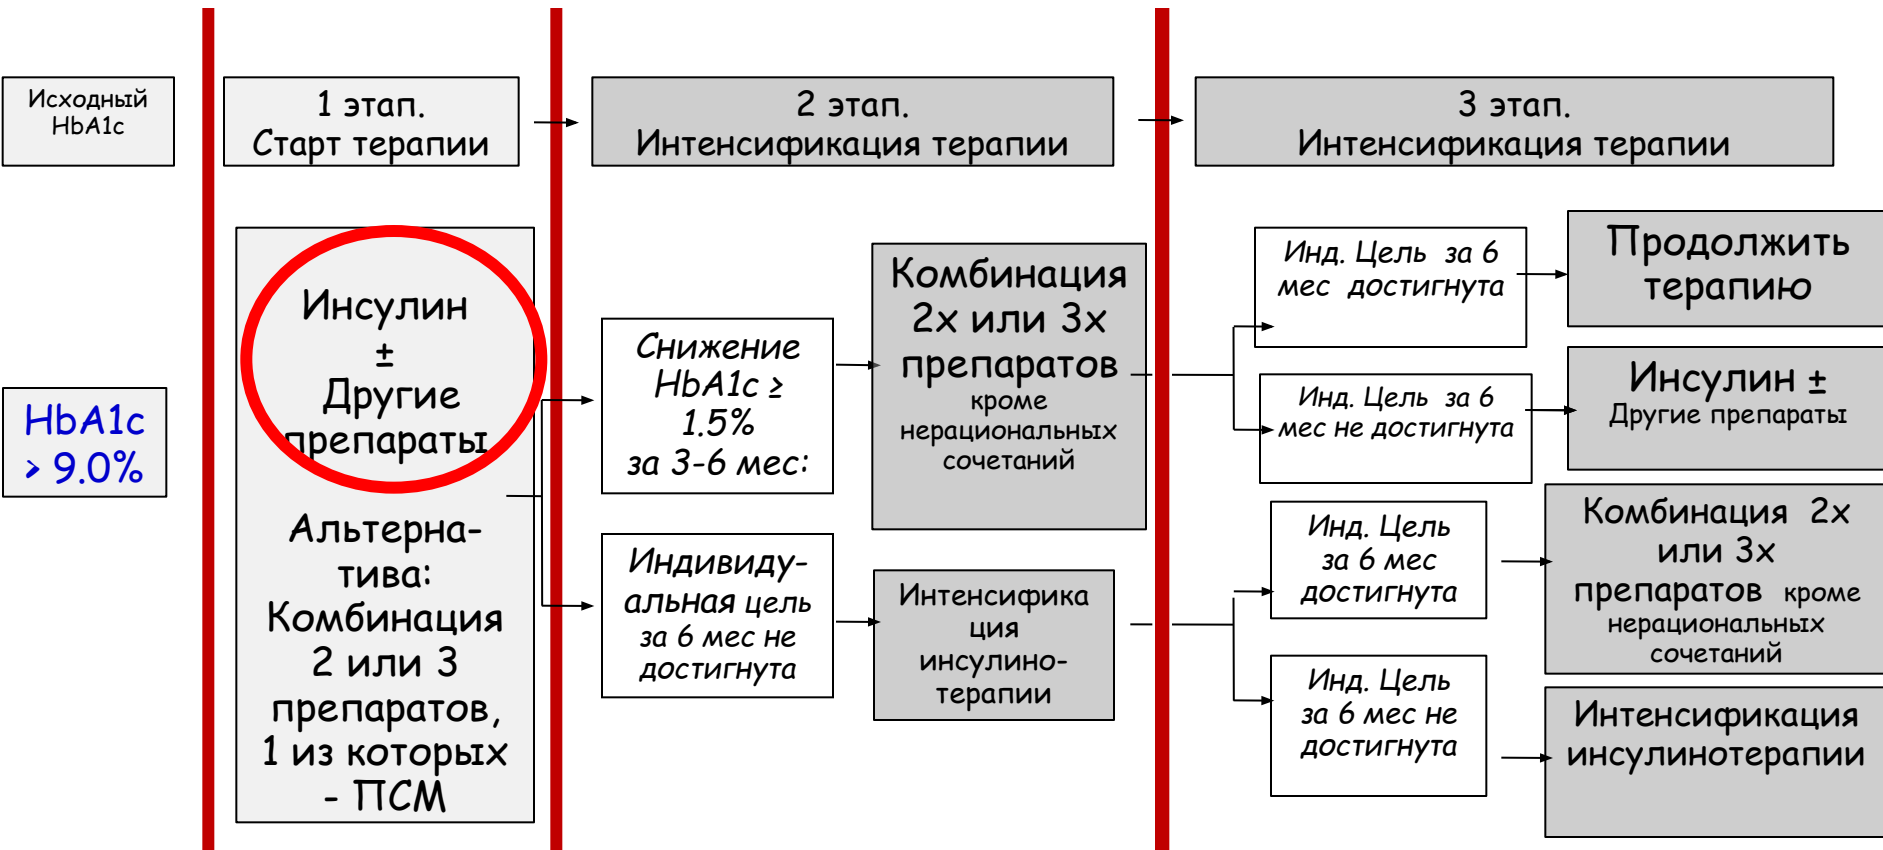 Исходный
HbA1c
1 этап.
Старт терапии
2 этап.
Интенсификация терапии
3 этап.
Интенсификация терапии
HbA1c
> 9.0%
Инсулин
±
Другие
препараты
Альтерна-
тива:
Комбинация
2 или 3
препаратов,
1 из которых
- ПСМ
Снижение
HbA1c ≥
1.5%
за 3-6 мес:
Индивиду-
альная цель
за 6 мес не
достигнута
Комбинация
2х или 3х
препаратов
кроме
нерациональных
сочетаний
Интенсифика
ция
инсулино-
терапии
Инд. Цель за 6
мес достигнута
Инд. Цель за 6
мес не достигнута
Инд. Цель
за 6 мес
достигнута
Инд. Цель
за 6 мес не
достигнута
Продолжить
терапию
Инсулин ±
Другие препараты
Комбинация 2х
или 3х
препаратов кроме
нерациональных
сочетаний
Интенсификация
инсулинотерапии